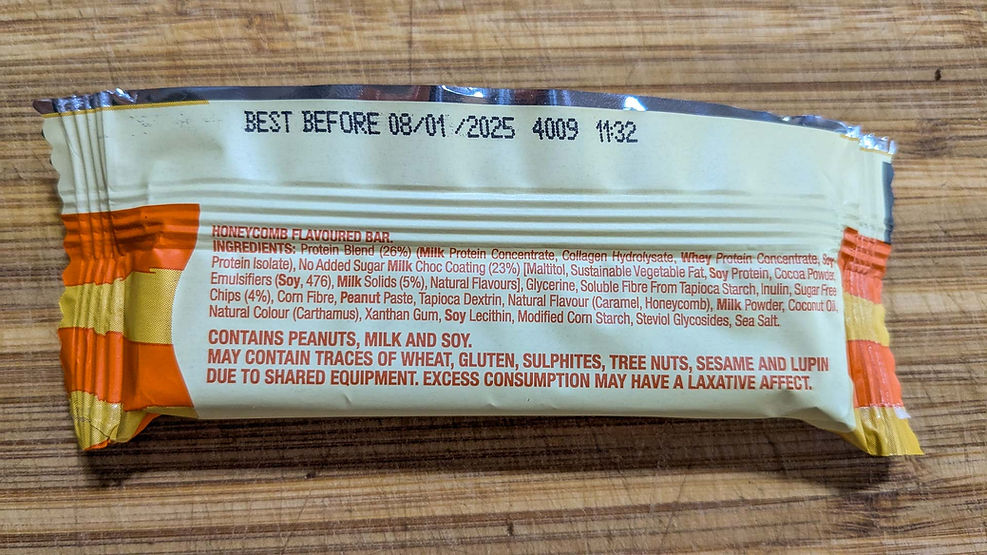 BEST BEFORE 08/01 /2025 4009 11:32
HONEYCOMB FLAVOURED BAR.
INGREDIENTS: Protein Blend (26%) (Milk Protein Concentrate, Collagen Hydrolysate, Whey Protein Concentrate, Soy
Protein Isolate), No Added Sugar Milk Choc Coating (23%) [Maltitol, Sustainable Vegetable Fat, Soy Protein, Cocoa Powder,
Emulsifiers (Soy, 476), Milk Solids (5%), Natural Flavours], Glycerine, Soluble Fibre From Tapioca Starch, Inulin, Sugar Free
Chips (4%), Corn Fibre, Peanut Paste, Tapioca Dextrin, Natural Flavour (Caramel, Honeycomb), Milk Powder, Coconut Oil,
Natural Colour (Carthamus), Xanthan Gum, Soy Lecithin, Modified Corn Starch, Steviol Glycosides, Sea Salt.
CONTAINS PEANUTS, MILK AND SOY.
MAY CONTAIN TRACES OF WHEAT, GLUTEN, SULPHITES, TREE NUTS, SESAME AND LUPIN
DUE TO SHARED EQUIPMENT. EXCESS CONSUMPTION MAY HAVE A LAXATIVE AFFECT.